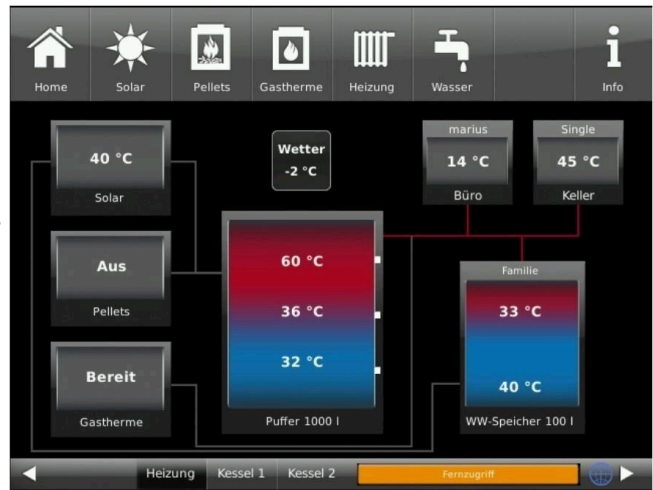 Home Solar Pellets Gastherme Heizung Wasser Info
40 °C
Solar
Wetter
-2 °C
marius
14 °C
Büro
Single
45 °C
Keller
Aus
Pellets
60 °C
36 °C
32 °C
Puffer 1000 l
Familie
33 °C
40 °C
WW-Speicher 100 l
Bereit
Gastherme
Heizung Kessel 1 Kessel 2 Fernzugriff